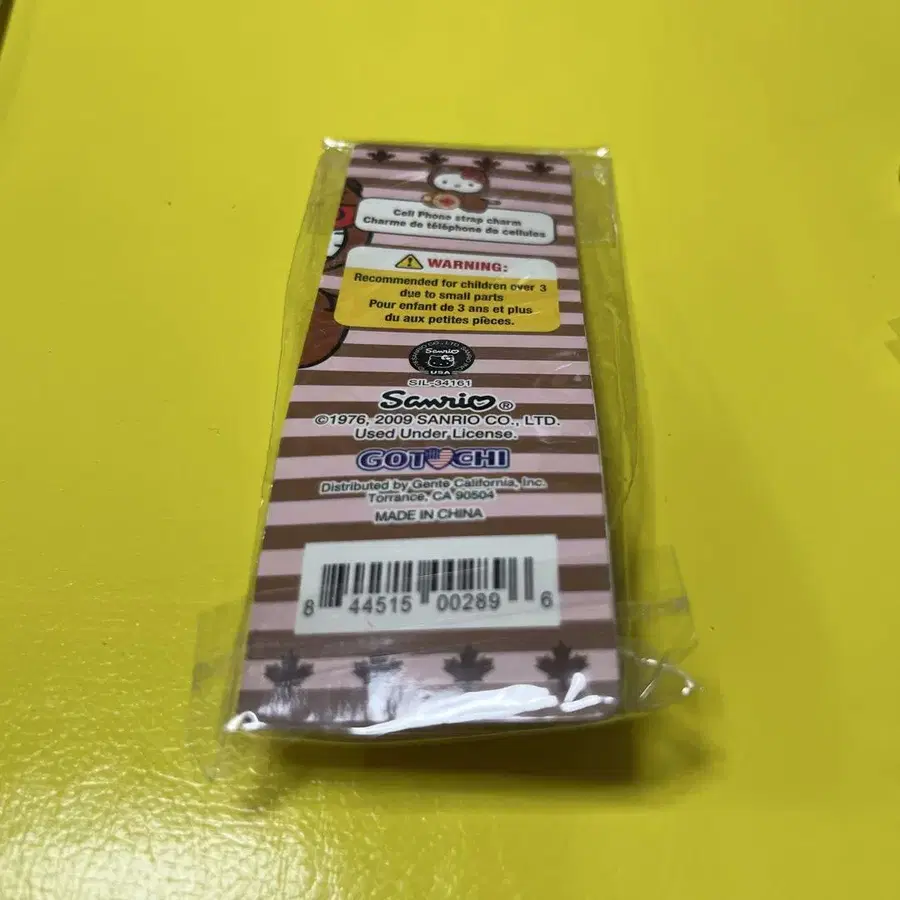 Cell Phone strap charm
Charme de téléphone de cellules
WARNING:
Recommended for children over 3
due to small parts
Pour enfant de 3 ans et plus
du aux petites pièces.
Sanrio
USA
SIL-34161
Sanrio®
©1976, 2009 SANRIO CO., LTD.
Used Under License.
GOTOCHI
Distributed by Gente California, Inc.
Torrance, CA 90504
MADE IN CHINA
8 44515 00289 6